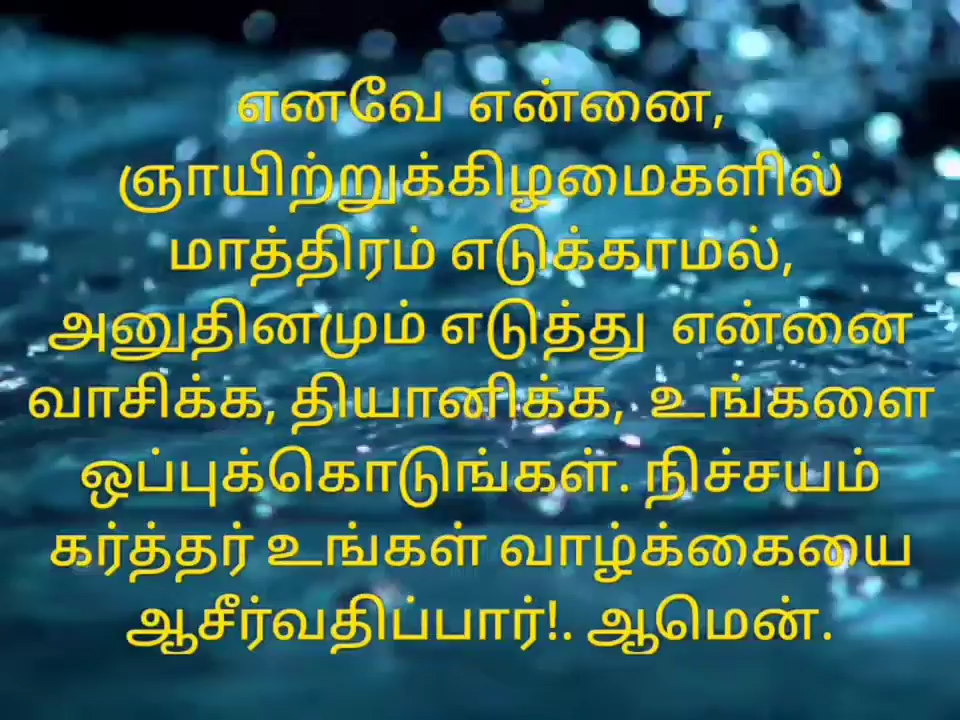 எனவே என்னை,
ஞாயிற்றுக்கிழமைகளில்
மாத்திரம் எடுக்காமல்,
அனுதினமும் எடுத்து என்னை
வாசிக்க, தியானிக்க, உங்களை
ஒப்புக்கொடுங்கள். நிச்சயம்
கர்த்தர் உங்கள் வாழ்க்கையை
ஆசீர்வதிப்பார்!. ஆமென்.